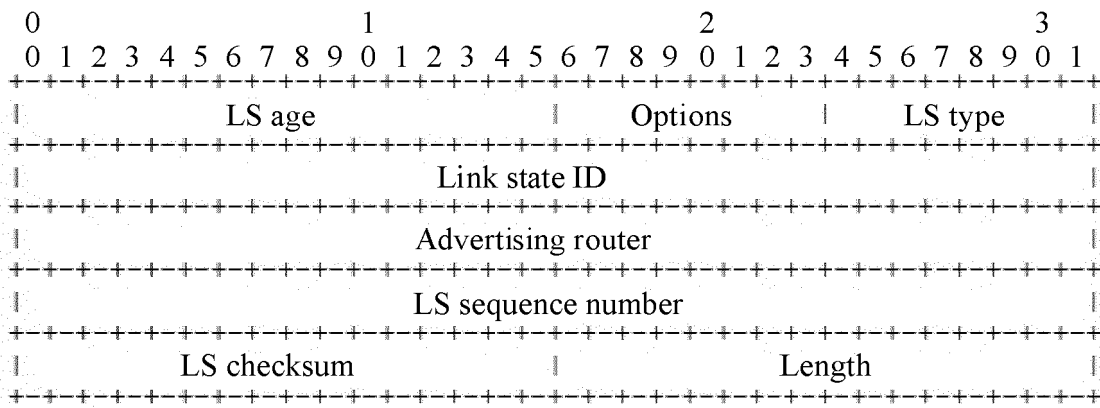 0 1 2 3
0 1 2 3 4 5 6 7 8 9 0 1 2 3 4 5 6 7 8 9 0 1 2 3 4 5 6 7 8 9 0 1
+-+-+-+-+-+-+-+-+-+-+-+-+-+-+-+-+-+-+-+-+-+-+-+-+-+-+-+-+-+-+-+-+
| LS age | Options | LS type |
+-+-+-+-+-+-+-+-+-+-+-+-+-+-+-+-+-+-+-+-+-+-+-+-+-+-+-+-+-+-+-+-+
| Link state ID |
+-+-+-+-+-+-+-+-+-+-+-+-+-+-+-+-+-+-+-+-+-+-+-+-+-+-+-+-+-+-+-+-+
| Advertising router |
+-+-+-+-+-+-+-+-+-+-+-+-+-+-+-+-+-+-+-+-+-+-+-+-+-+-+-+-+-+-+-+-+
| LS sequence number |
+-+-+-+-+-+-+-+-+-+-+-+-+-+-+-+-+-+-+-+-+-+-+-+-+-+-+-+-+-+-+-+-+
| LS checksum | Length |
+-+-+-+-+-+-+-+-+-+-+-+-+-+-+-+-+-+-+-+-+-+-+-+-+-+-+-+-+-+-+-+-+